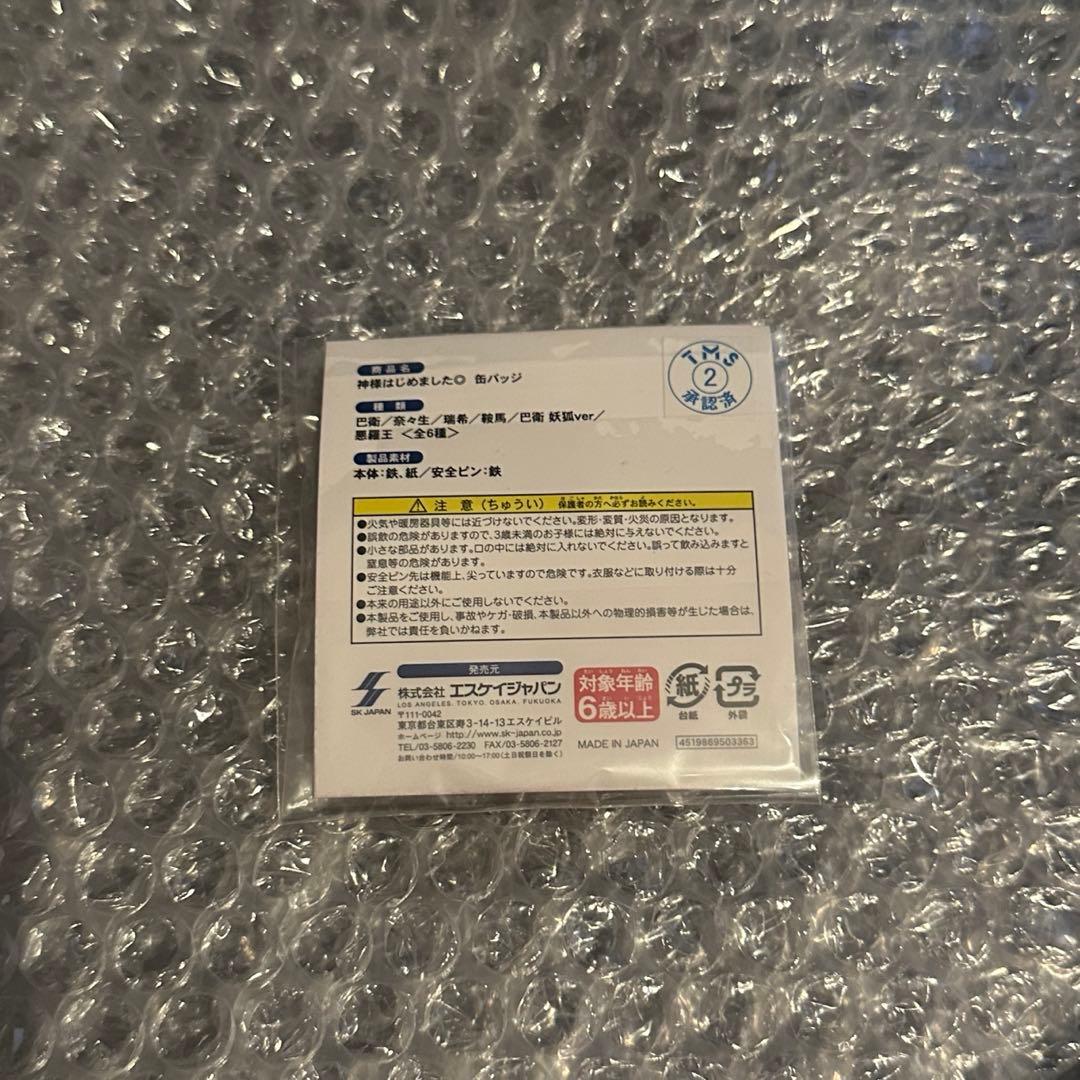 商品名
神様はじめました◎ 缶バッジ
TMS
2
承認済
種類
巴衛／奈々生／瑞希／鞍馬／巴衛 妖狐ver／
悪羅王 ＜全6種＞
製品素材
本体：鉄、紙／安全ピン：鉄
注意（ちゅうい） 保護者の方へ必ずお読みください。
●火気や暖房器具等には近づけないでください。変形・変質・火災の原因となります。
●誤飲の危険がありますので、3歳未満のお子様には絶対に与えないでください。
●小さな部品があります。口の中には絶対に入れないでください。誤って飲み込みますと
窒息等の危険があります。
●安全ピン先は機能上、尖っていますので危険です。衣服などに取り付ける際は十分
ご注意ください。
●本来の用途以外にご使用しないでください。
●本製品をご使用し、事故やケガ・破損、本製品以外への物理的損害等が生じた場合は、
弊社では責任を負いかねます。
発売元
SK JAPAN
株式会社 エスケイジャパン
LOS ANGELES. TOKYO. OSAKA. FUKUOKA
〒111-0042
東京都台東区寿3-14-13エスケイビル
ホームページ http://www.sk-japan.co.jp
TEL/03-5806-2230 FAX/03-5806-2127
お問い合わせ時間/10:00〜17:00（土日祝祭日を除く）
対象年齢
6歳以上
紙
台紙
プラ
外袋
MADE IN JAPAN
4519869503363